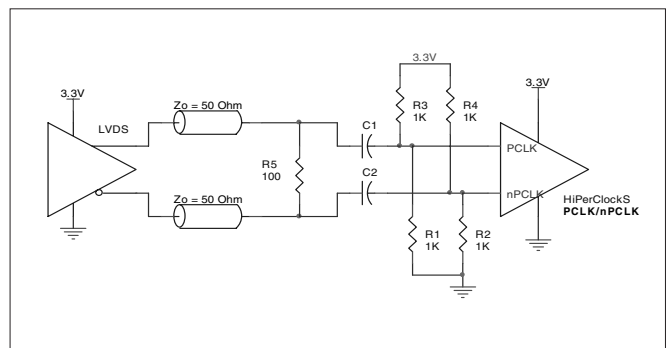 3.3V
LVDS
Zo = 50 Ohm
Zo = 50 Ohm
R5
100
C1
C2
3.3V
R3
1K
R4
1K
R1
1K
R2
1K
3.3V
PCLK
nPCLK
HiPerClockS
PCLK/nPCLK